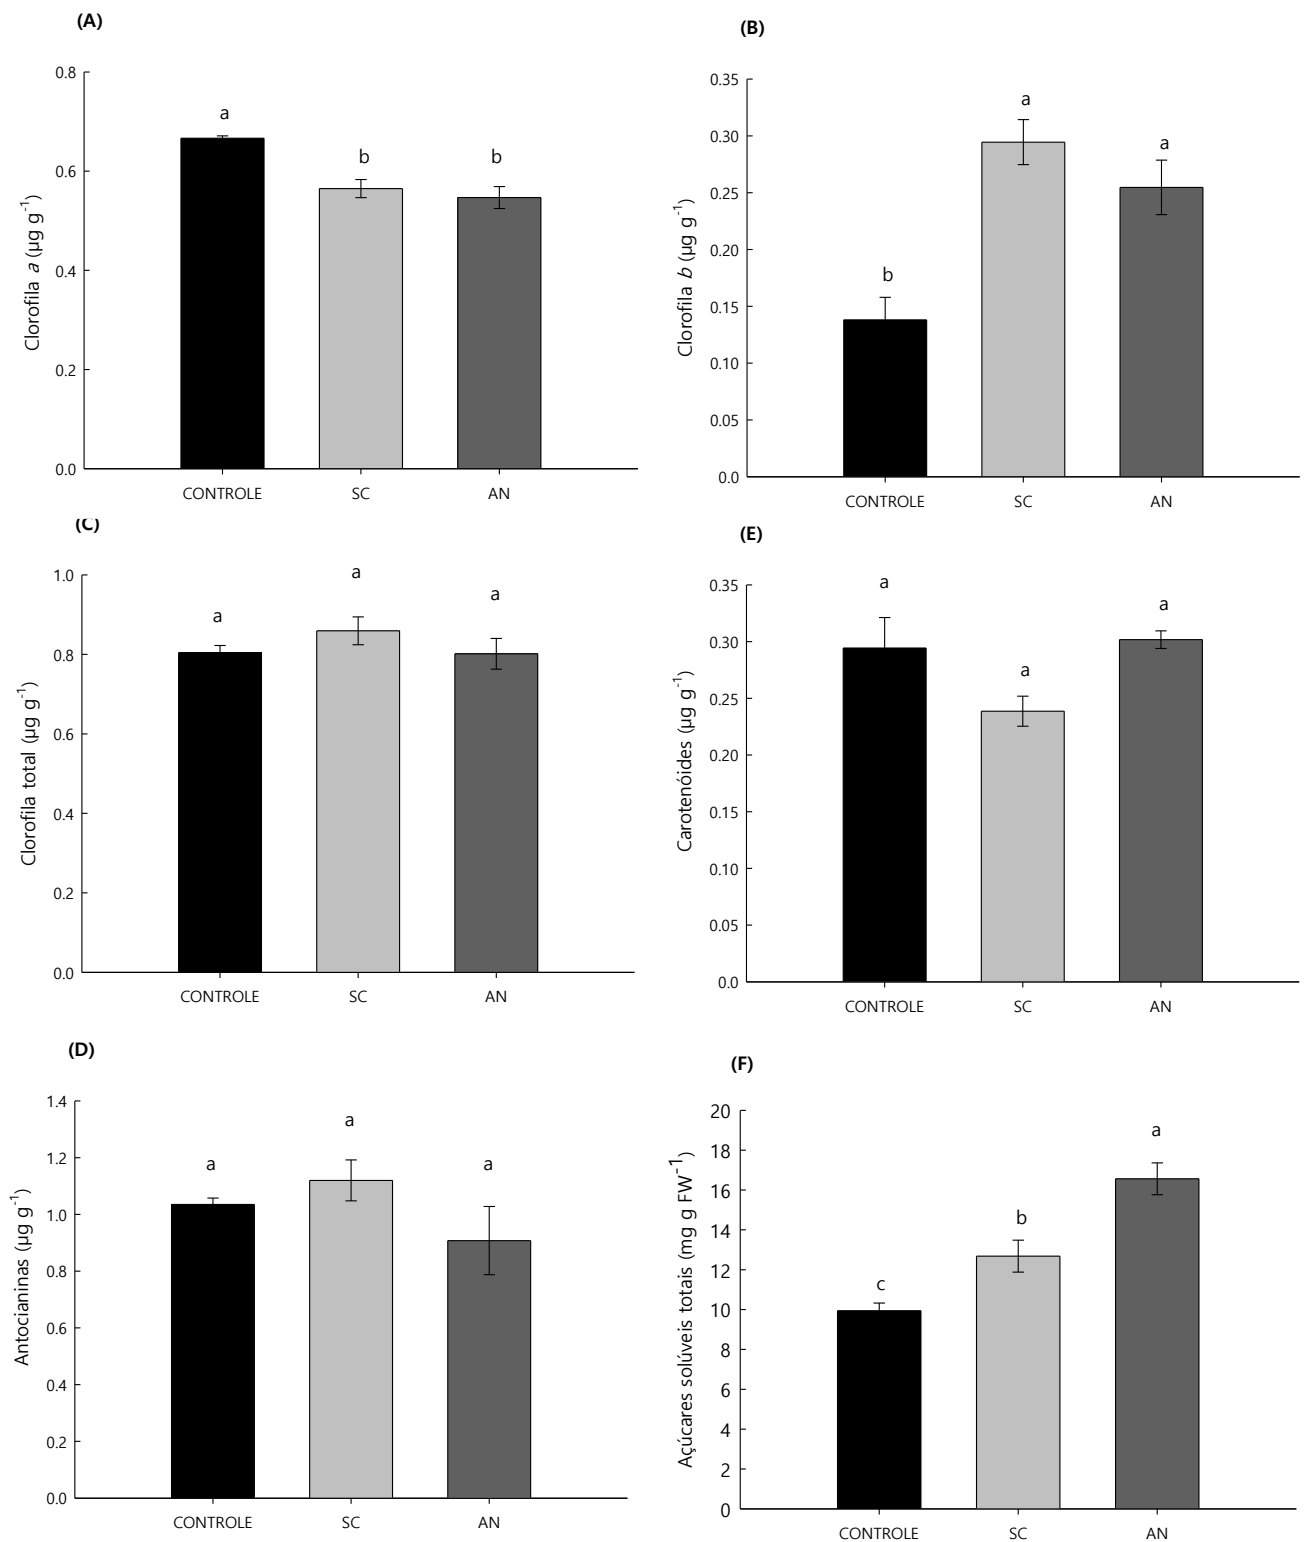 (A)
0.8
0.6
0.4
0.2
0.0
Clorofila a (µg g-1)
a
b
b
CONTROLE
SC
AN
(B)
0.35
0.30
0.25
0.20
0.15
0.10
0.05
0.0
Clorofila b (µg g-1)
b
a
a
CONTROLE
SC
AN
(C)
1.0
0.8
0.6
0.4
0.2
0.0
Clorofila total (µg g-1)
a
a
a
CONTROLE
SC
AN
(E)
0.35
0.30
0.25
0.20
0.15
0.10
0.05
0.0
Carotenóides (µg g-1)
a
a
a
CONTROLE
SC
AN
(D)
1.4
1.2
1.0
0.8
0.6
0.4
0.2
0.0
Antocianinas (µg g-1)
a
a
a
CONTROLE
SC
AN
(F)
20
18
16
14
12
10
8
6
4
2
0
Açúcares solúveis totais (mg g FW-1)
c
b
a
CONTROLE
SC
AN